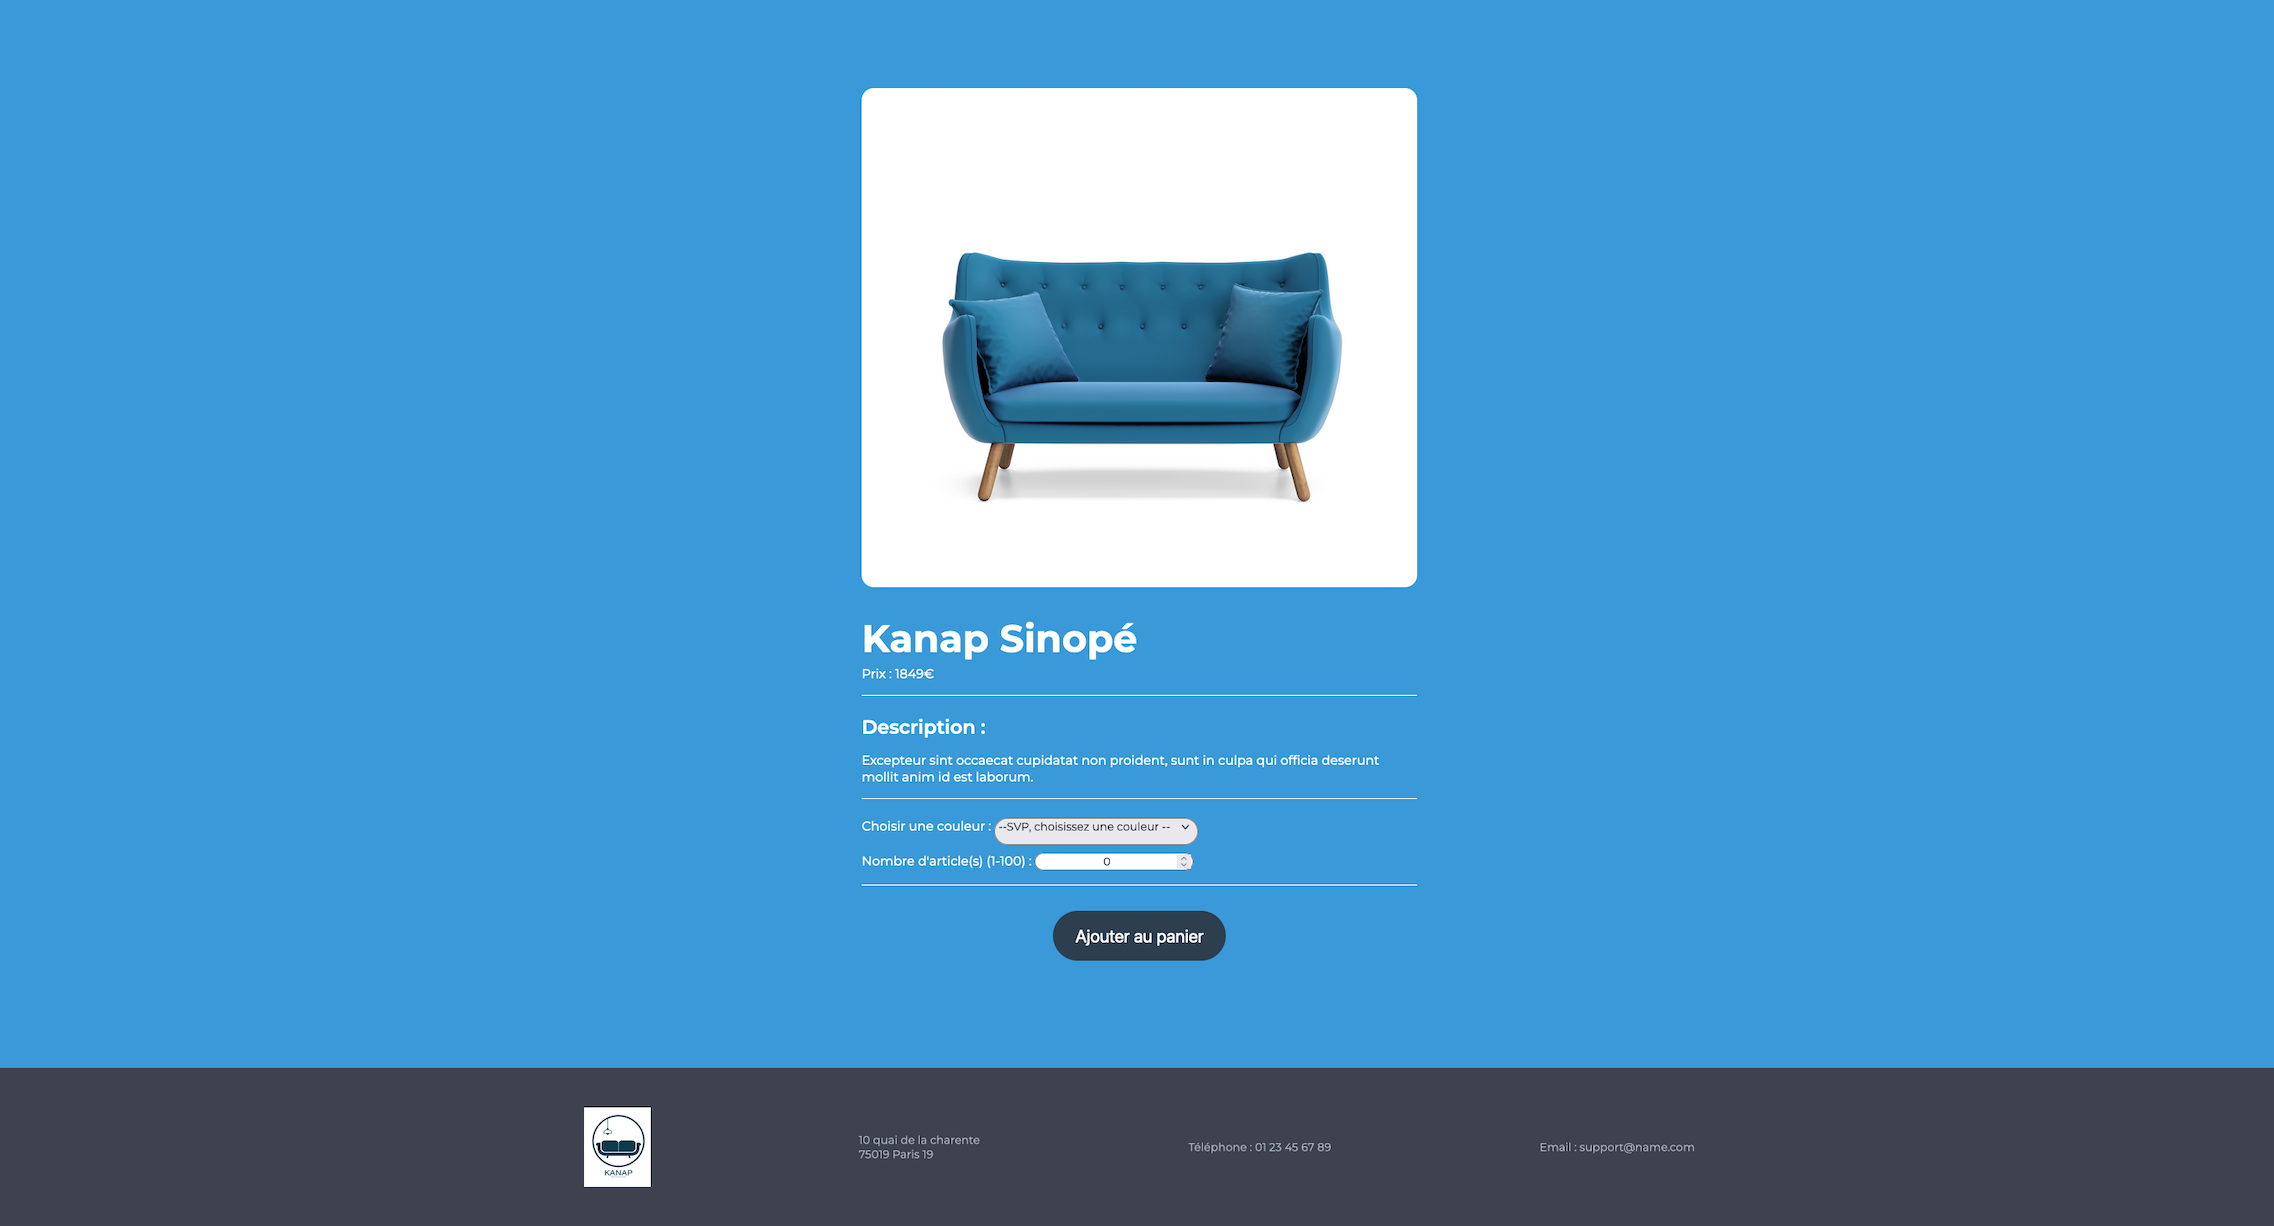 Kanap Sinopé
Prix : 1849€
Description :
Excepteur sint occaecat cupidatat non proident, sunt in culpa qui officia deserunt
mollit anim id est laborum.
Choisir une couleur : --SVP, choisissez une couleur --
Nombre d'article(s) (1-100) : 0
Ajouter au panier
KANAP
10 quai de la charente
75019 Paris 19
Téléphone : 01 23 45 67 89
Email : support@name.com